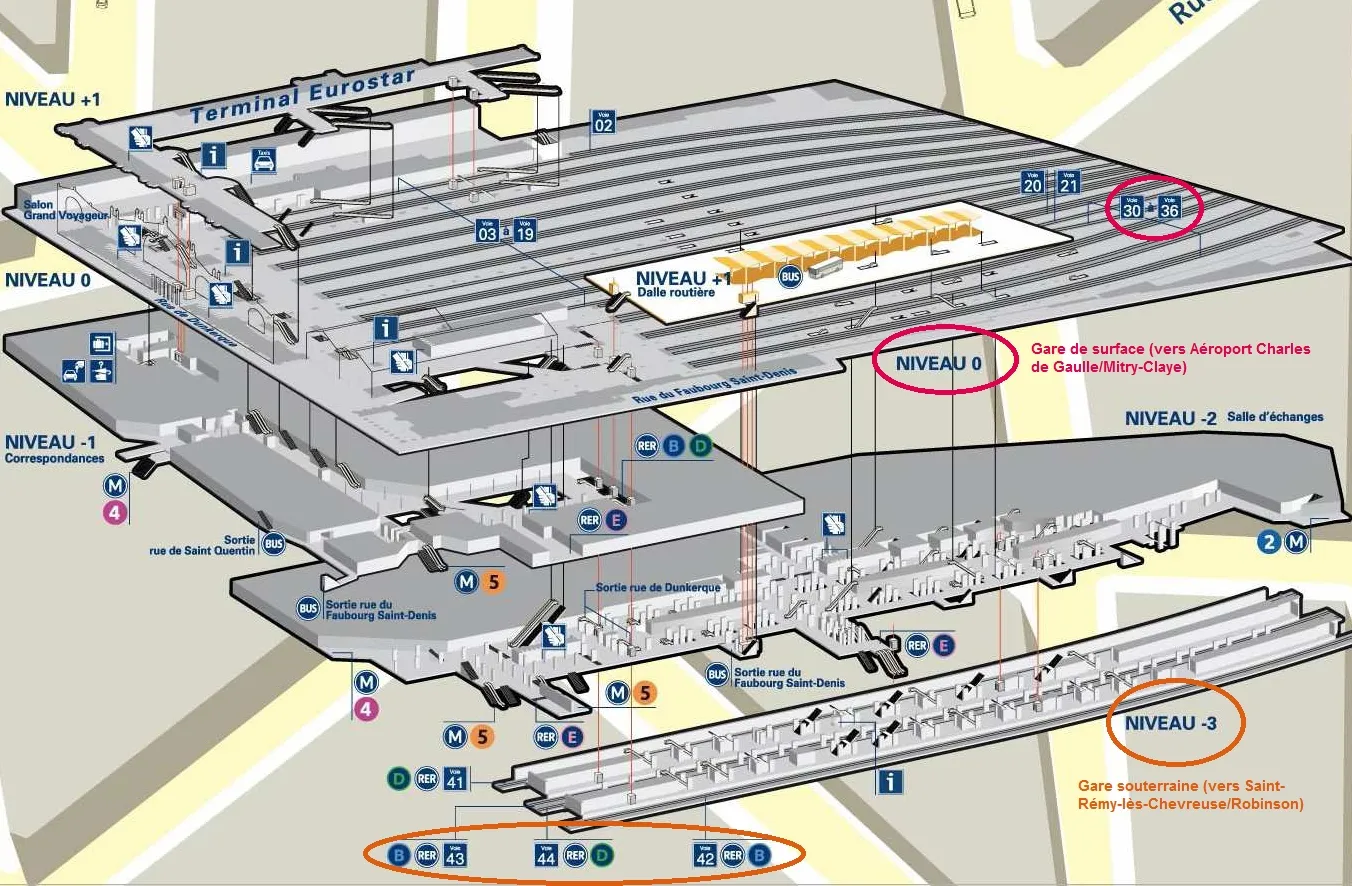 Rue
NIVEAU +1
Terminal Eurostar
Voie
02
i
Taxis
Voie
20
Voie
21
Voie
30
à
Voie
36
Salon
Grand Voyageur
Voie
03
à
Voie
19
i
NIVEAU 0
NIVEAU +1
Dalle routière
BUS
Rue de Dunkerque
i
NIVEAU 0
Gare de surface (vers Aéroport Charles
de Gaulle/Mitry-Claye)
Rue du Faubourg Saint-Denis
NIVEAU -2 Salle d'échanges
NIVEAU -1
Correspondances
RER B D
M
4
RER E
Sortie
rue de Saint Quentin
BUS
2 M
M 5
Sortie rue de Dunkerque
BUS
Sortie rue du
Faubourg Saint-Denis
RER E
BUS
Sortie rue du
Faubourg Saint-Denis
M
4
M 5
M 5
RER E
NIVEAU -3
D RER Voie
41
i
Gare souterraine (vers Saint-
Rémy-lès-Chevreuse/Robinson)
B RER Voie
43
Voie
44 RER D
Voie
42 RER B